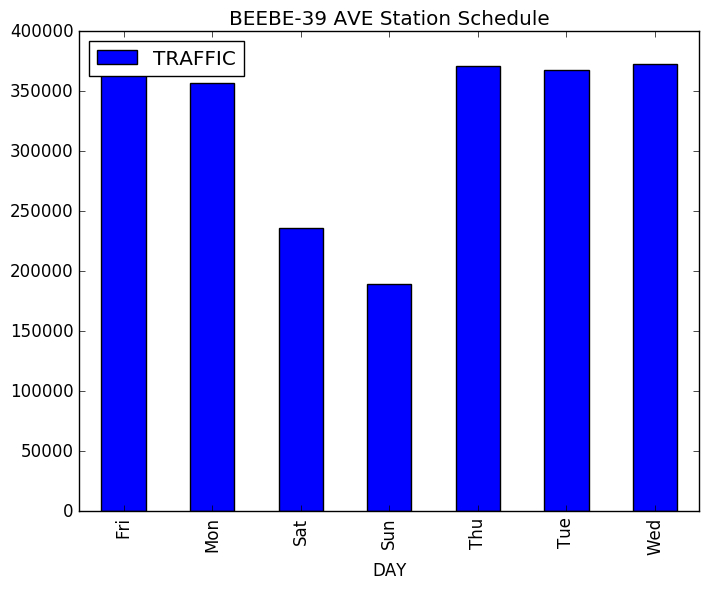 BEEBE-39 AVE Station Schedule
400000
TRAFFIC
350000
300000
250000
200000
150000
100000
50000
0
Fri Mon Sat Sun Thu Tue Wed
DAY